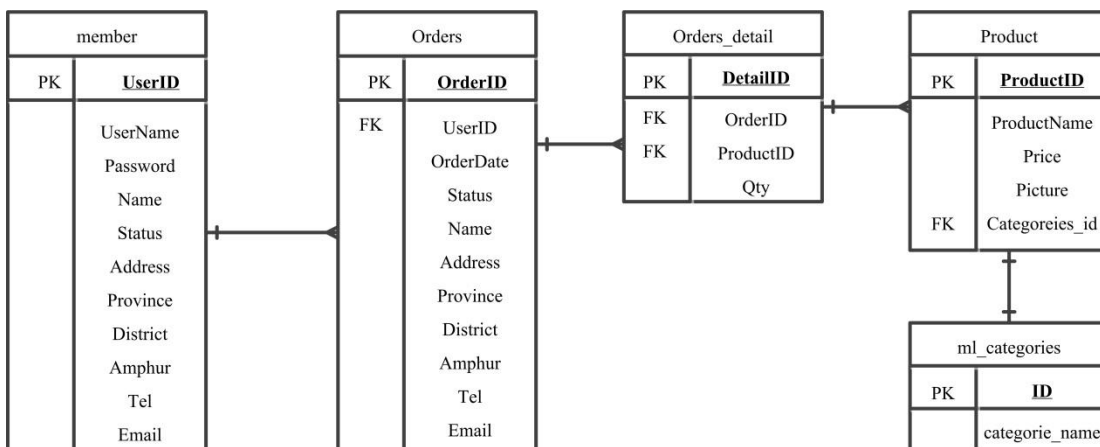 member
PK UserID
UserName
Password
Name
Status
Address
Province
District
Amphur
Tel
Email
Orders
PK OrderID
FK UserID
OrderDate
Status
Name
Address
Province
District
Amphur
Tel
Email
Orders_detail
PK DetailID
FK OrderID
FK ProductID
Qty
Product
PK ProductID
ProductName
Price
Picture
FK Categoreies_id
ml_categories
PK ID
categorie_name